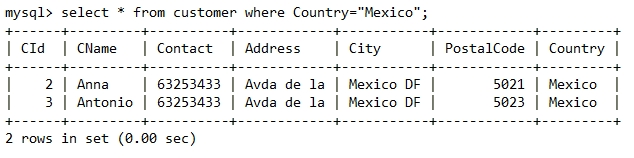 mysql> select * from customer where Country="Mexico";
+------+---------+----------+------------+-----------+------------+---------+
| CId  | CName   | Contact  | Address    | City      | PostalCode | Country |
+------+---------+----------+------------+-----------+------------+---------+
|    2 | Anna    | 63253433 | Avda de la | Mexico DF |       5021 | Mexico  |
|    3 | Antonio | 63253433 | Avda de la | Mexico DF |       5023 | Mexico  |
+------+---------+----------+------------+-----------+------------+---------+
2 rows in set (0.00 sec)